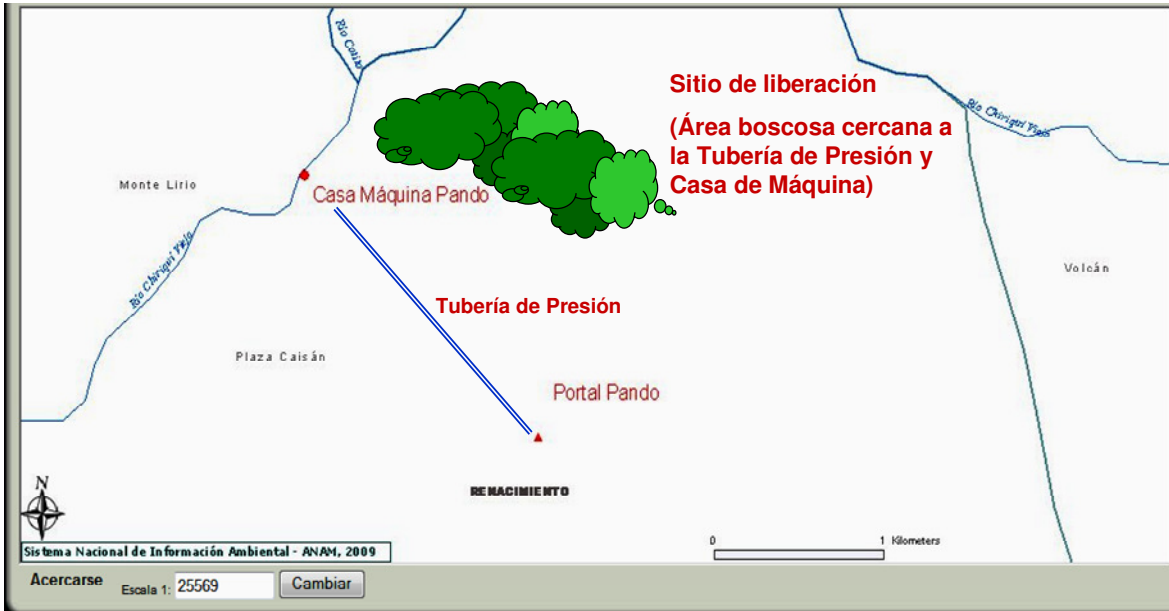 Río Colito
Sitio de liberación
(Área boscosa cercana a
la Tubería de Presión y
Casa de Máquina)
Río Chiriquí Viejo
Monte Lirio
Casa Máquina Pando
Río Chiriquí Viejo
Volcán
Tubería de Presión
Plaza Caisán
Portal Pando
RENACIMIENTO
N
0 1 Kilometers
Sistema Nacional de Información Ambiental - ANAM, 2009
Acercarse Escala 1: 25569 Cambiar